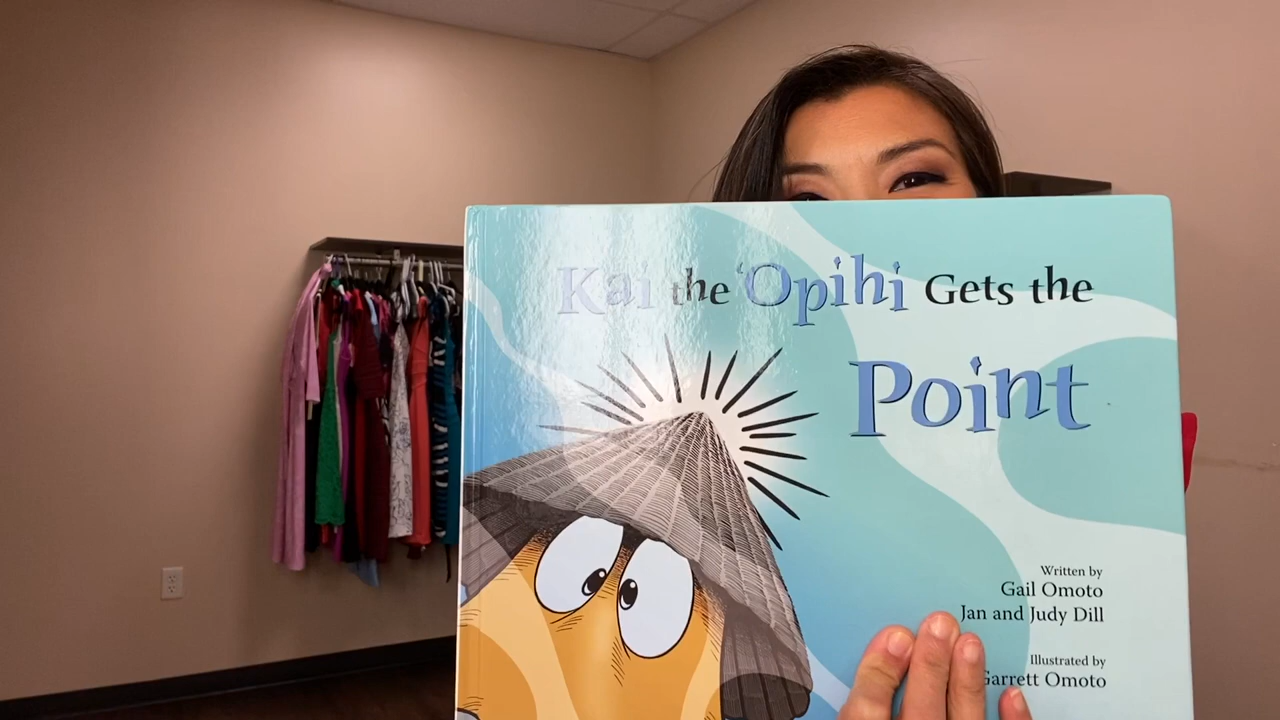 Kai the ʻOpihi Gets the
Point
Written by
Gail Omoto
Jan and Judy Dill
Illustrated by
Garrett Omoto